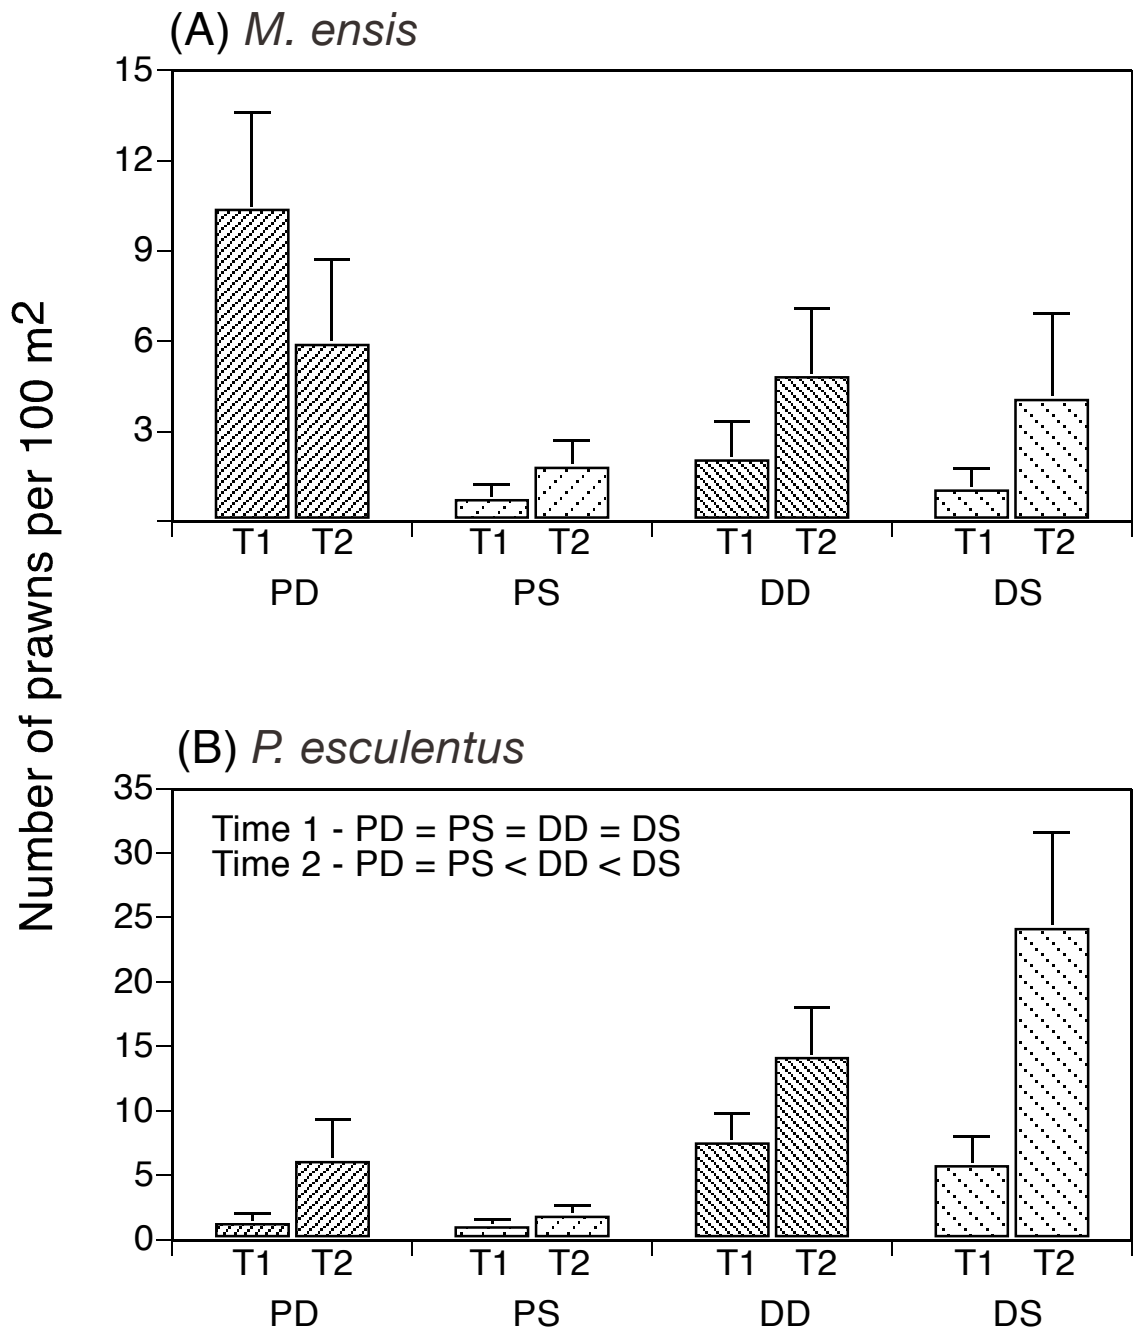 (A) M. ensis
Number of prawns per 100 m²
15
12
9
6
3
T1 T2 T1 T2 T1 T2 T1 T2
PD PS DD DS
(B) P. esculentus
35
30
25
20
15
10
5
0
Time 1 - PD = PS = DD = DS
Time 2 - PD = PS < DD < DS
T1 T2 T1 T2 T1 T2 T1 T2
PD PS DD DS